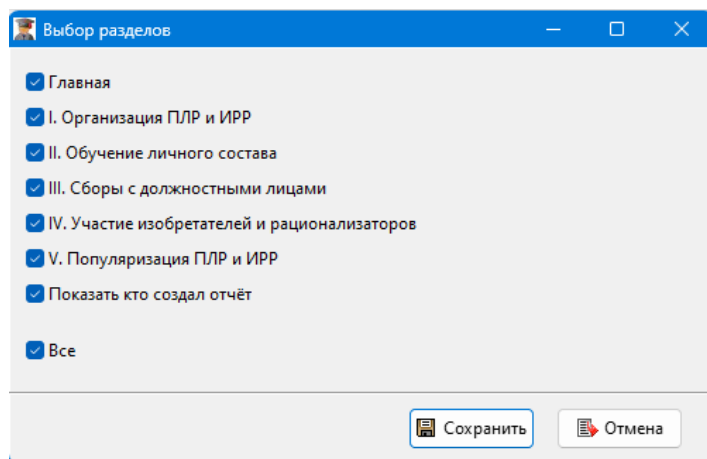 Выбор разделов
Главная
I. Организация ПЛР и ИРР
II. Обучение личного состава
III. Сборы с должностными лицами
IV. Участие изобретателей и рационализаторов
V. Популяризация ПЛР и ИРР
Показать кто создал отчёт
Все
Сохранить Отмена